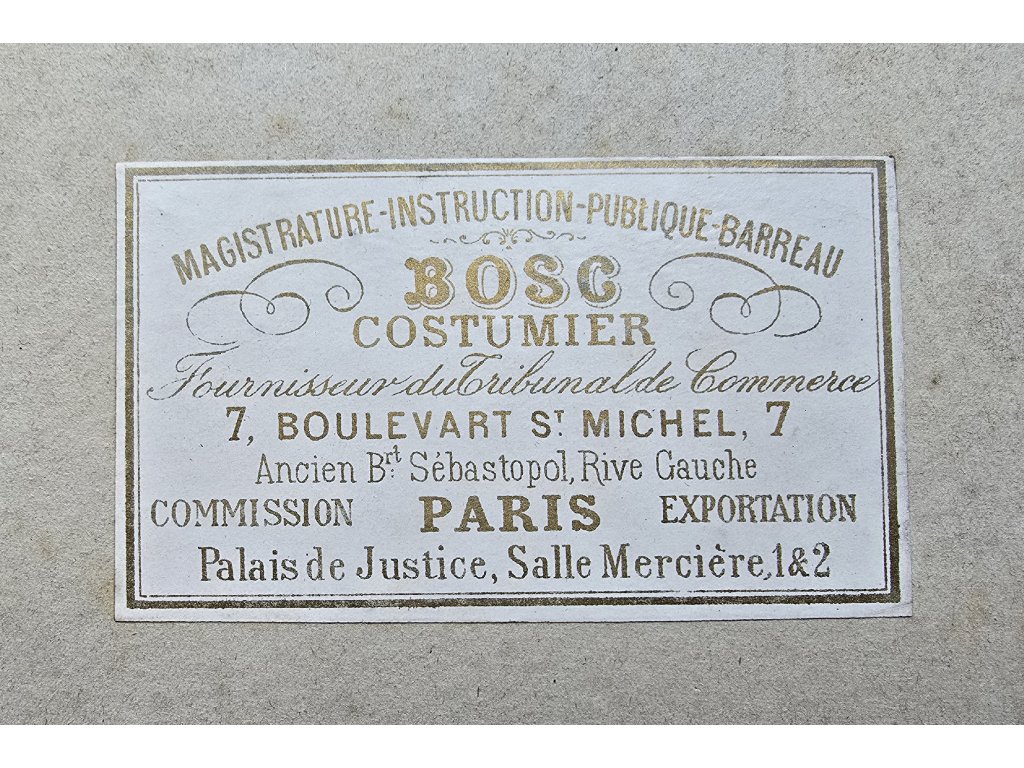 MAGISTRATURE-INSTRUCTION-PUBLIQUE-BARREAU
BOSC
COSTUMIER
Fournisseur du Tribunal de Commerce
7, BOULEVART ST MICHEL, 7
Ancien Brt Sébastopol, Rive Gauche
COMMISSION PARIS EXPORTATION
Palais de Justice, Salle Mercière, 1 & 2